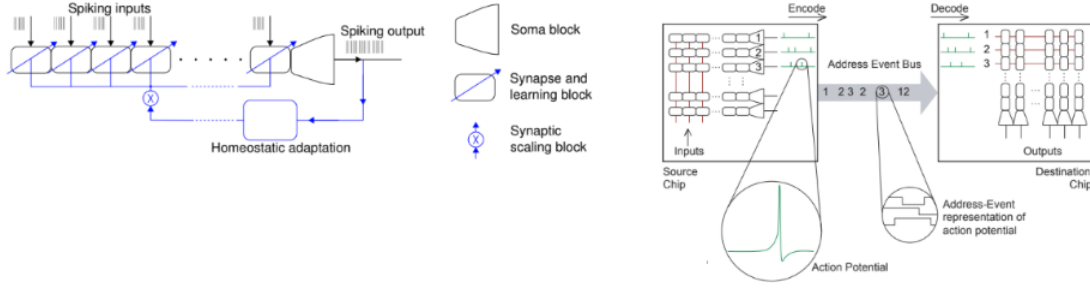 Spiking inputs
Spiking output
Homeostatic adaptation
Soma block
Synapse and
learning block
X
Synaptic
scaling block
X
Encode
Decode
1
2
3
Address Event Bus
1 2 3 2 3 12
1
2
3
Inputs
Outputs
Source
Chip
Destination
Chip
Address-Event
representation of
action potential
Action Potential